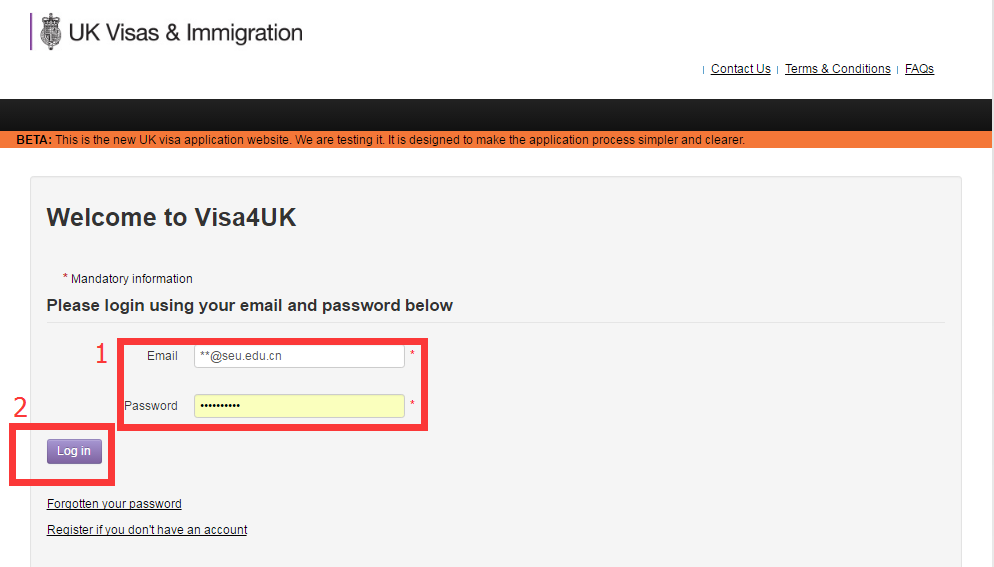 UK Visas & Immigration
| Contact Us | Terms & Conditions | FAQs
BETA: This is the new UK visa application website. We are testing it. It is designed to make the application process simpler and clearer.
Welcome to Visa4UK
* Mandatory information
Please login using your email and password below
1
Email **@seu.edu.cn *
Password •••••••••• *
2
Log in
Forgotten your password
Register if you don't have an account